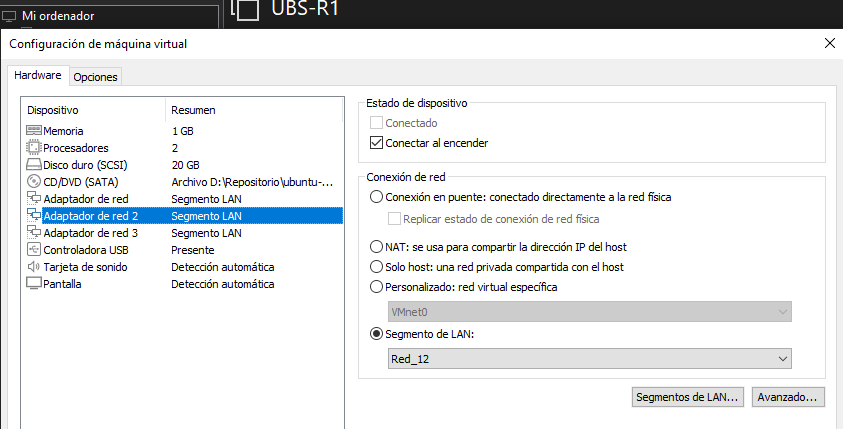 Mi ordenador
UBS-R1
Configuración de máquina virtual
Hardware
Opciones
Dispositivo Resumen
Memoria 1 GB
Procesadores 2
Disco duro (SCSI) 20 GB
CD/DVD (SATA) Archivo D:\Repositorio\ubuntu-...
Adaptador de red Segmento LAN
Adaptador de red 2 Segmento LAN
Adaptador de red 3 Segmento LAN
Controladora USB Presente
Tarjeta de sonido Detección automática
Pantalla Detección automática
Estado de dispositivo
Conectado
Conectar al encender
Conexión de red
Conexión en puente: conectado directamente a la red física
Replicar estado de conexión de red física
NAT: se usa para compartir la dirección IP del host
Solo host: una red privada compartida con el host
Personalizado: red virtual específica
VMnet0
Segmento de LAN:
Red_12
Segmentos de LAN... Avanzado...